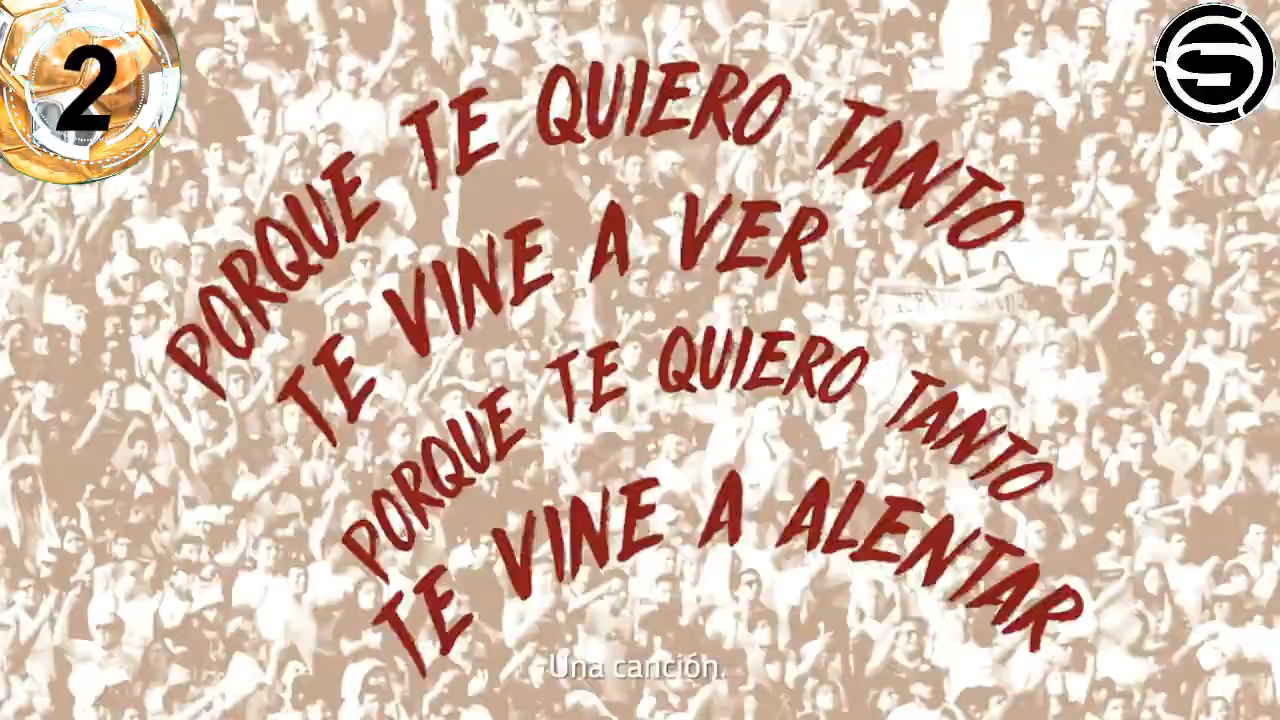 2
PORQUE TE QUIERO TANTO
TE VINE A VER
PORQUE TE QUIERO TANTO
TE VINE A ALENTAR
Una canción.